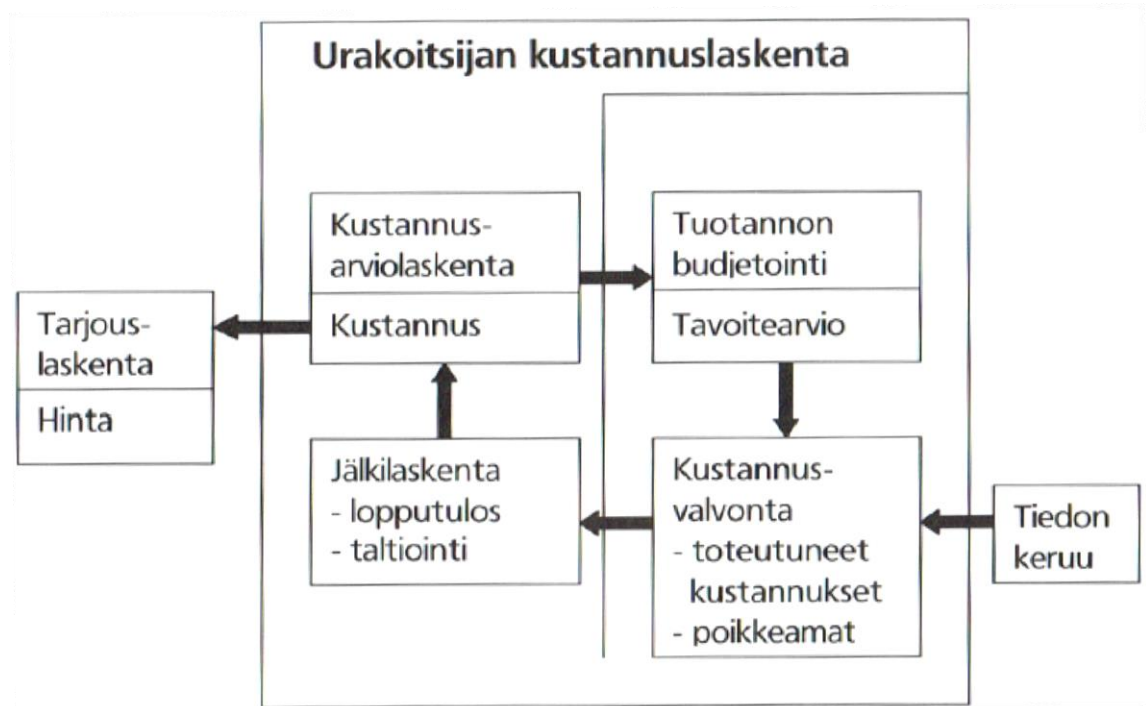 Urakoitsijan kustannuslaskenta
Kustannus-
arviolaskenta
Kustannus
Tuotannon
budjetointi
Tavoitearvio
Tarjous-
laskenta
Hinta
Jälkilaskenta
- lopputulos
- taltiointi
Kustannus-
valvonta
- toteutuneet
kustannukset
- poikkeamat
Tiedon
keruu